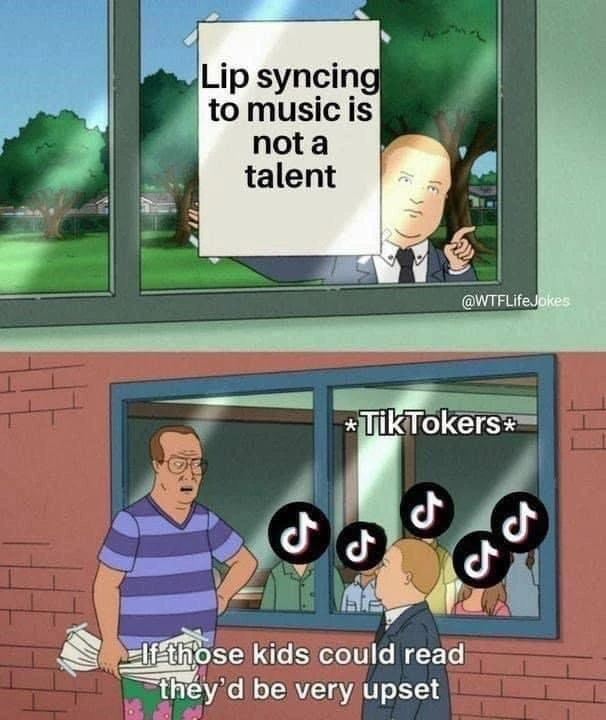 Lip syncing
to music is
not a
talent
@WTFLifeJokes
*TikTokers*
If those kids could read
they'd be very upset